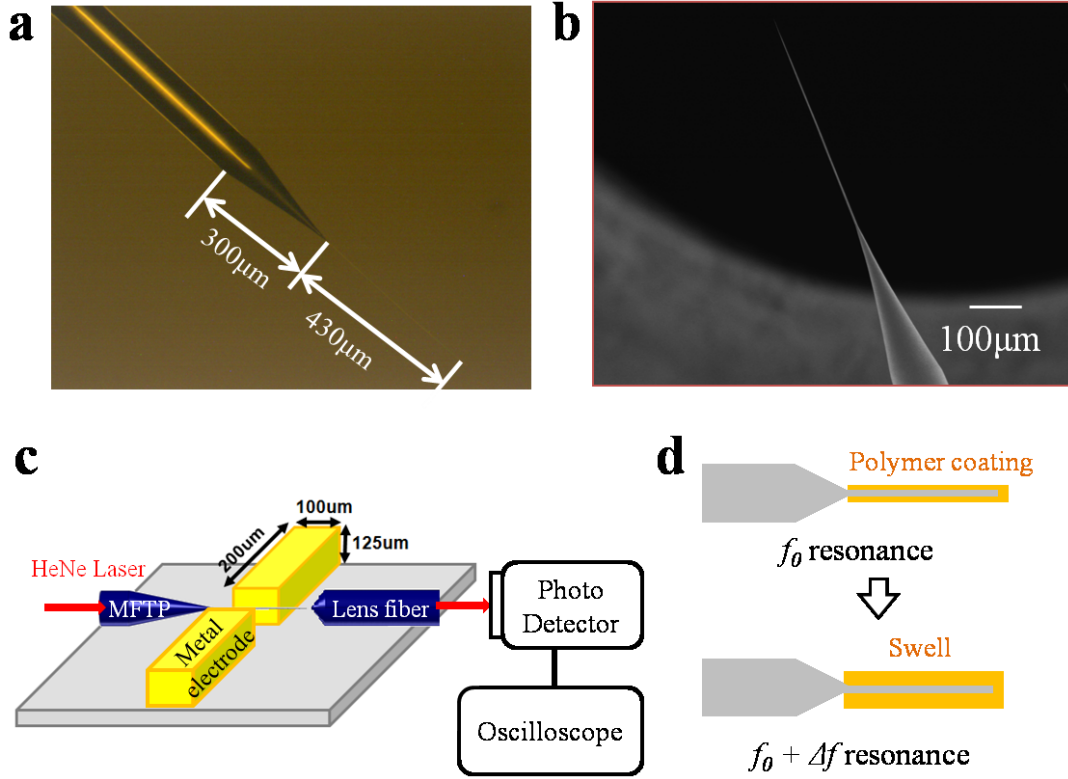 a
300μm
430μm
b
100μm
c
100um
200um
125um
HeNe Laser
MFTP
Lens fiber
Metal
electrode
Photo
Detector
Oscilloscope
d
Polymer coating
f₀ resonance
Swell
f₀ + Δf resonance